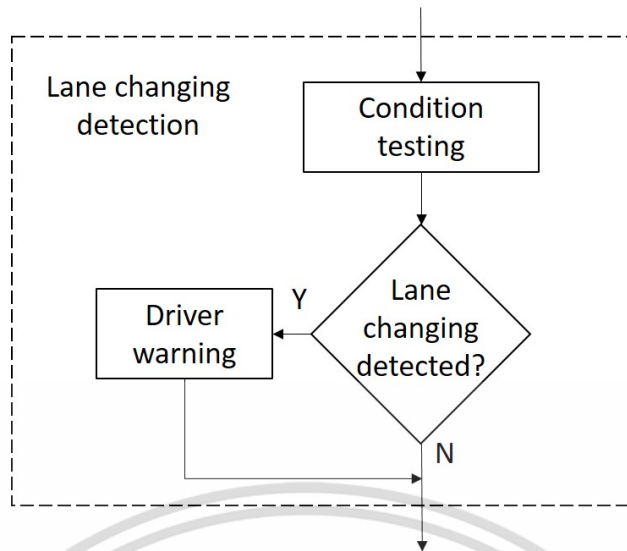 Lane changing
detection
Condition
testing
Lane
changing
detected?
Y
Driver
warning
N